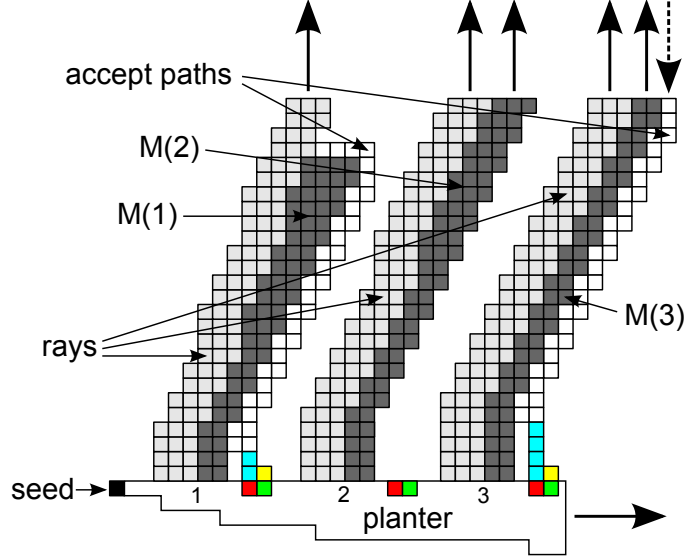 accept paths
M(2)
M(1)
M(3)
rays
seed
1 2 3
planter